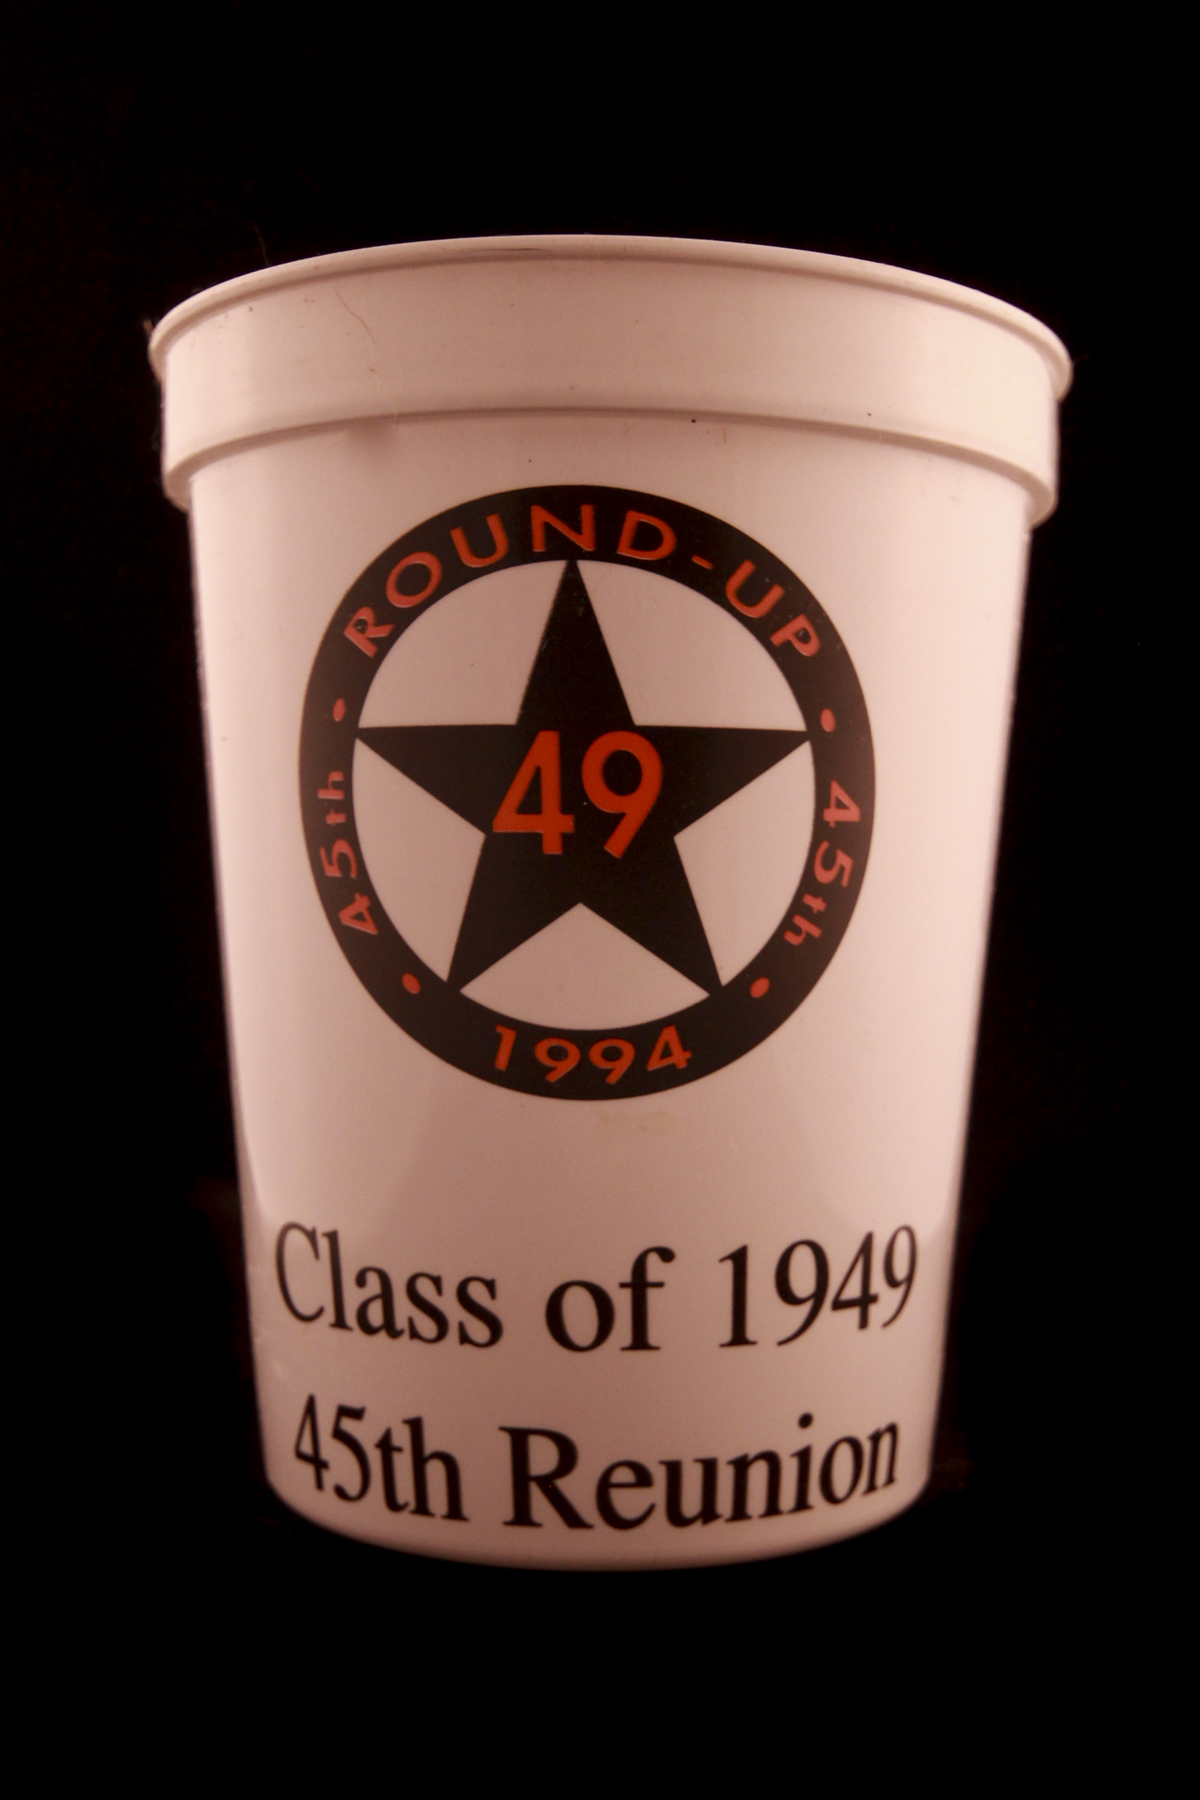 ROUND-UP
45th
45th
49
1994
Class of 1949
45th Reunion